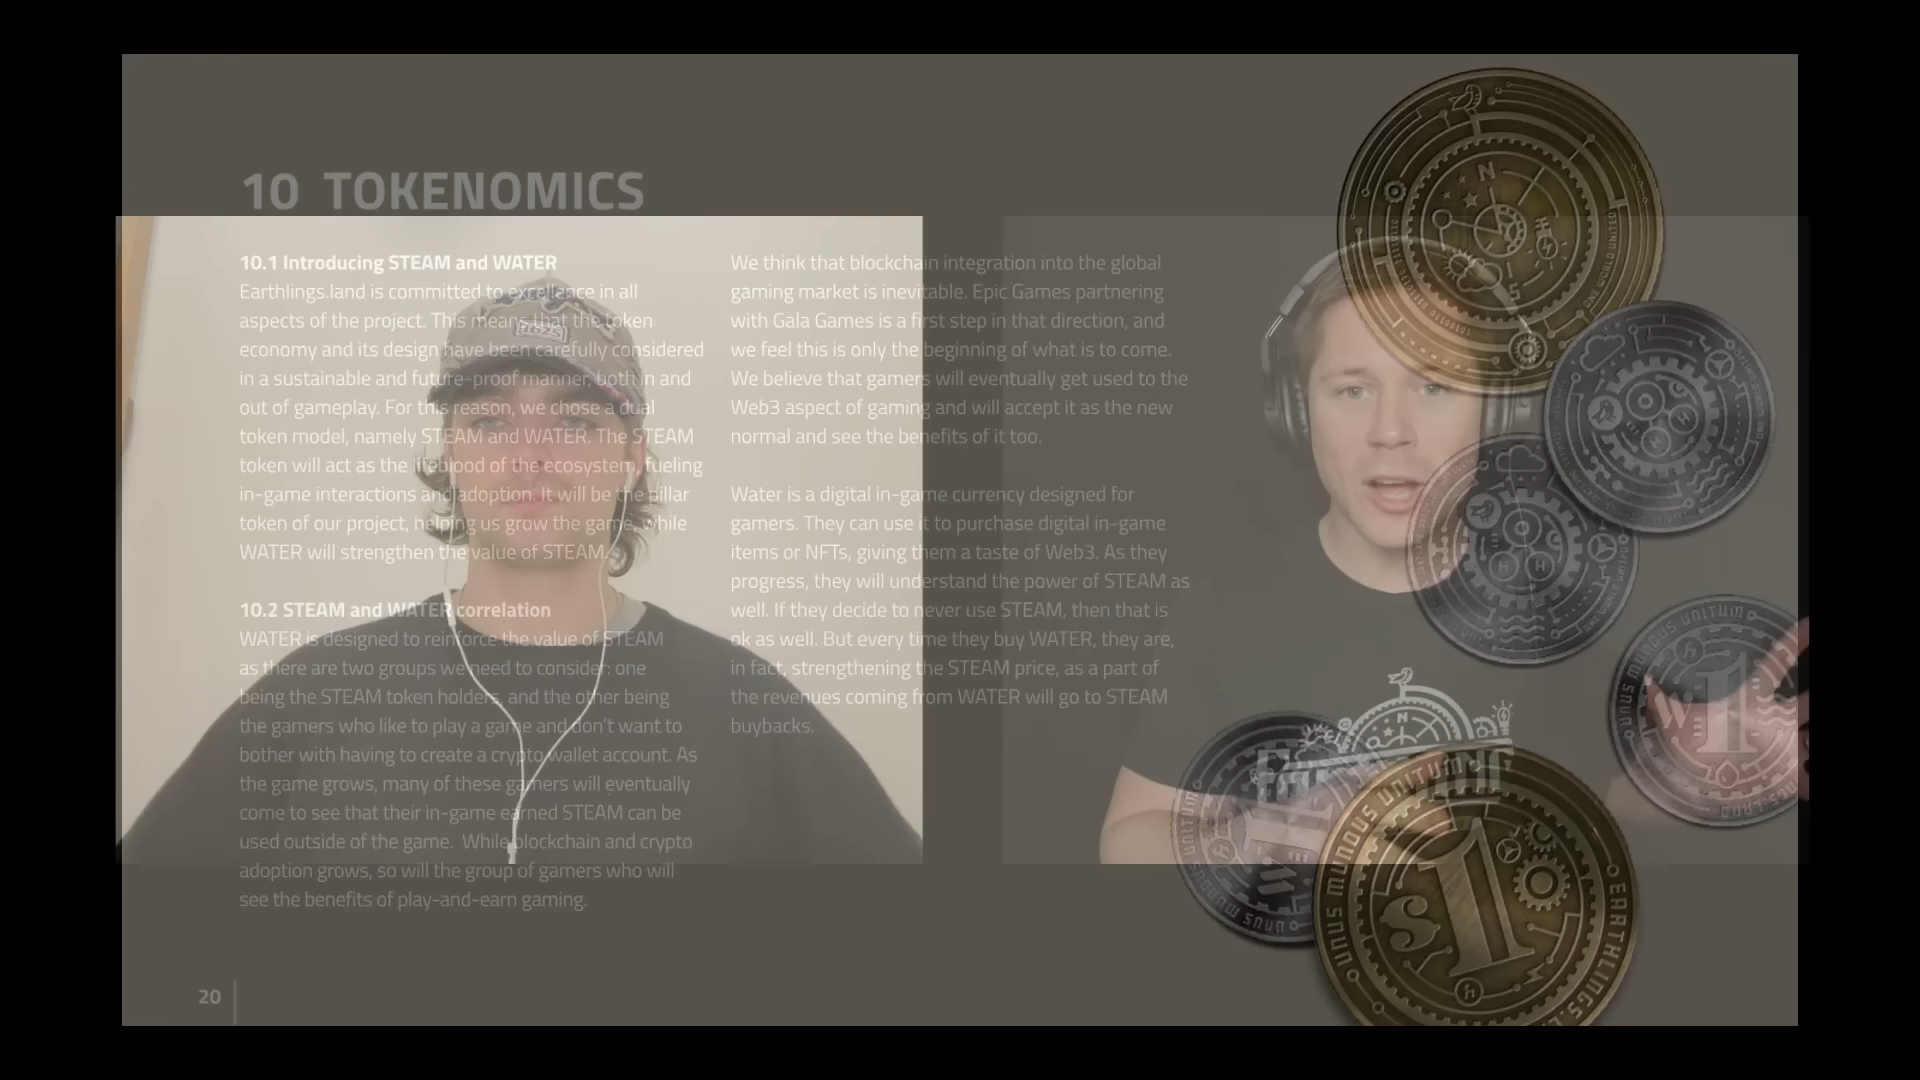 10 TOKENOMICS
10.1 Introducing STEAM and WATER
Earthlings.land is committed to excellence in all
aspects of the project. This means that the token
economy and its design have been carefully considered
in a sustainable and future-proof manner, both in and
out of gameplay. For this reason, we chose a dual
token model, namely STEAM and WATER. The STEAM
token will act as the lifeblood of the ecosystem, fueling
in-game interactions and adoption. It will be the pillar
token of our project, helping us grow the game, while
WATER will strengthen the value of STEAM.
10.2 STEAM and WATER correlation
WATER is designed to reinforce the value of STEAM
as there are two groups we need to consider: one
being the STEAM token holders, and the other being
the gamers who like to play a game and don't want to
bother with having to create a crypto wallet account. As
the game grows, many of these gamers will eventually
come to see that their in-game earned STEAM can be
used outside of the game. While blockchain and crypto
adoption grows, so will the group of gamers who will
see the benefits of play-and-earn gaming.
We think that blockchain integration into the global
gaming market is inevitable. Epic Games partnering
with Gala Games is a first step in that direction, and
we feel this is only the beginning of what is to come.
We believe that gamers will eventually get used to the
Web3 aspect of gaming and will accept it as the new
normal and see the benefits of it too.
Water is a digital in-game currency designed for
gamers. They can use it to purchase digital in-game
items or NFTs, giving them a taste of Web3. As they
progress, they will understand the power of STEAM as
well. If they decide to never use STEAM, then that is
ok as well. But every time they buy WATER, they are,
in fact, strengthening the STEAM price, as a part of
the revenues coming from WATER will go to STEAM
buybacks.
ONE WORLD UNITED
N
S
UNUS MUNDUS UNITUM
W1
UNUS MUNDUS UNITUM
EARTHLINGS.L
S1
20